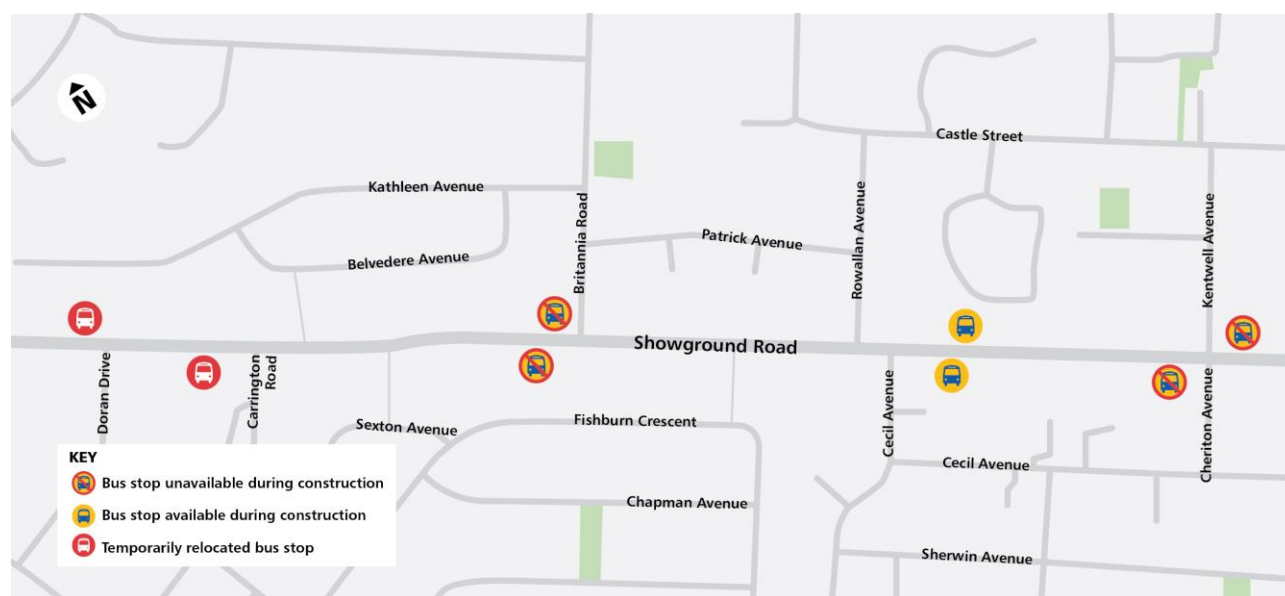 N
Castle Street
Kathleen Avenue
Britannia Road
Rowallan Avenue
Kentwell Avenue
Patrick Avenue
Belvedere Avenue
Showground Road
Doran Drive
Carrington
Road
Cecil Avenue
Cheriton Avenue
Sexton Avenue
Fishburn Crescent
Cecil Avenue
Chapman Avenue
Sherwin Avenue
KEY
Bus stop unavailable during construction
Bus stop available during construction
Temporarily relocated bus stop